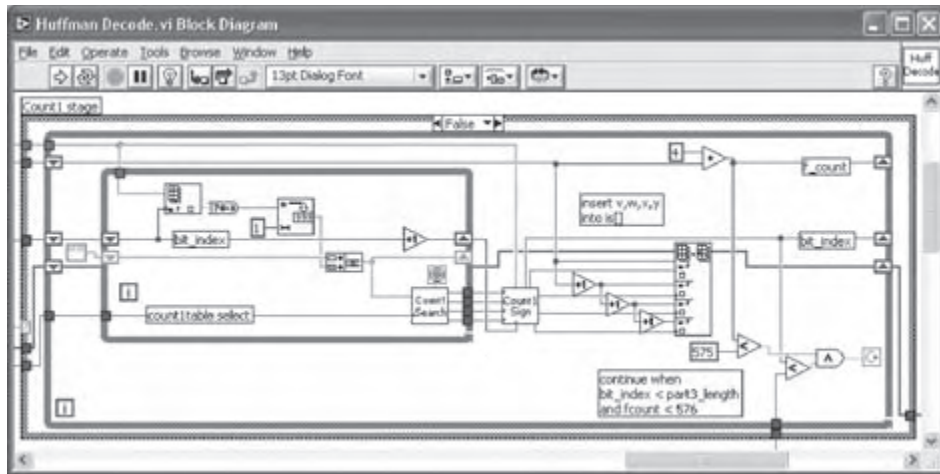 Huffman Decode.vi Block Diagram
File Edit Operate Tools Browse Window Help
13pt Dialog Font
Huff
Decode
Count1 stage
False
4
f_count
insert v,w,x,y
into is[]
1
bit_index
bit_index
i
count1table select
Count1
Search
Count1
Sign
575
continue when
bit_index < part3_length
and fcount < 576
i